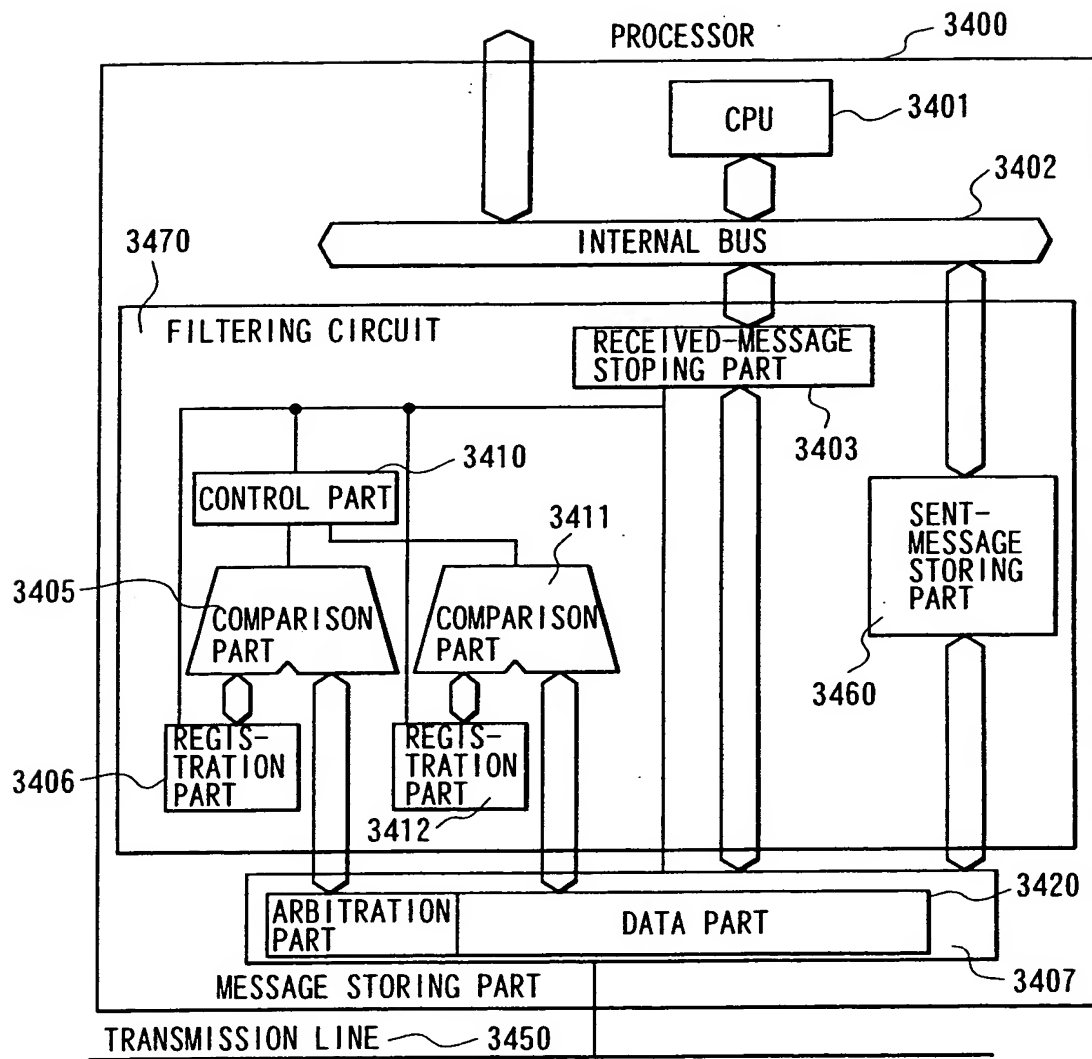 PROCESSOR
3400
CPU
3401
3402
INTERNAL BUS
3470
FILTERING CIRCUIT
RECEIVED-MESSAGE
STOPING PART
3403
3410
CONTROL PART
3411
SENT-
MESSAGE
STORING
PART
3405
COMPARISON
PART
COMPARISON
PART
3460
REGIS-
TRATION
PART
REGIS-
TRATION
PART
3406
3412
3420
ARBITRATION
PART
DATA PART
MESSAGE STORING PART
3407
TRANSMISSION LINE
3450